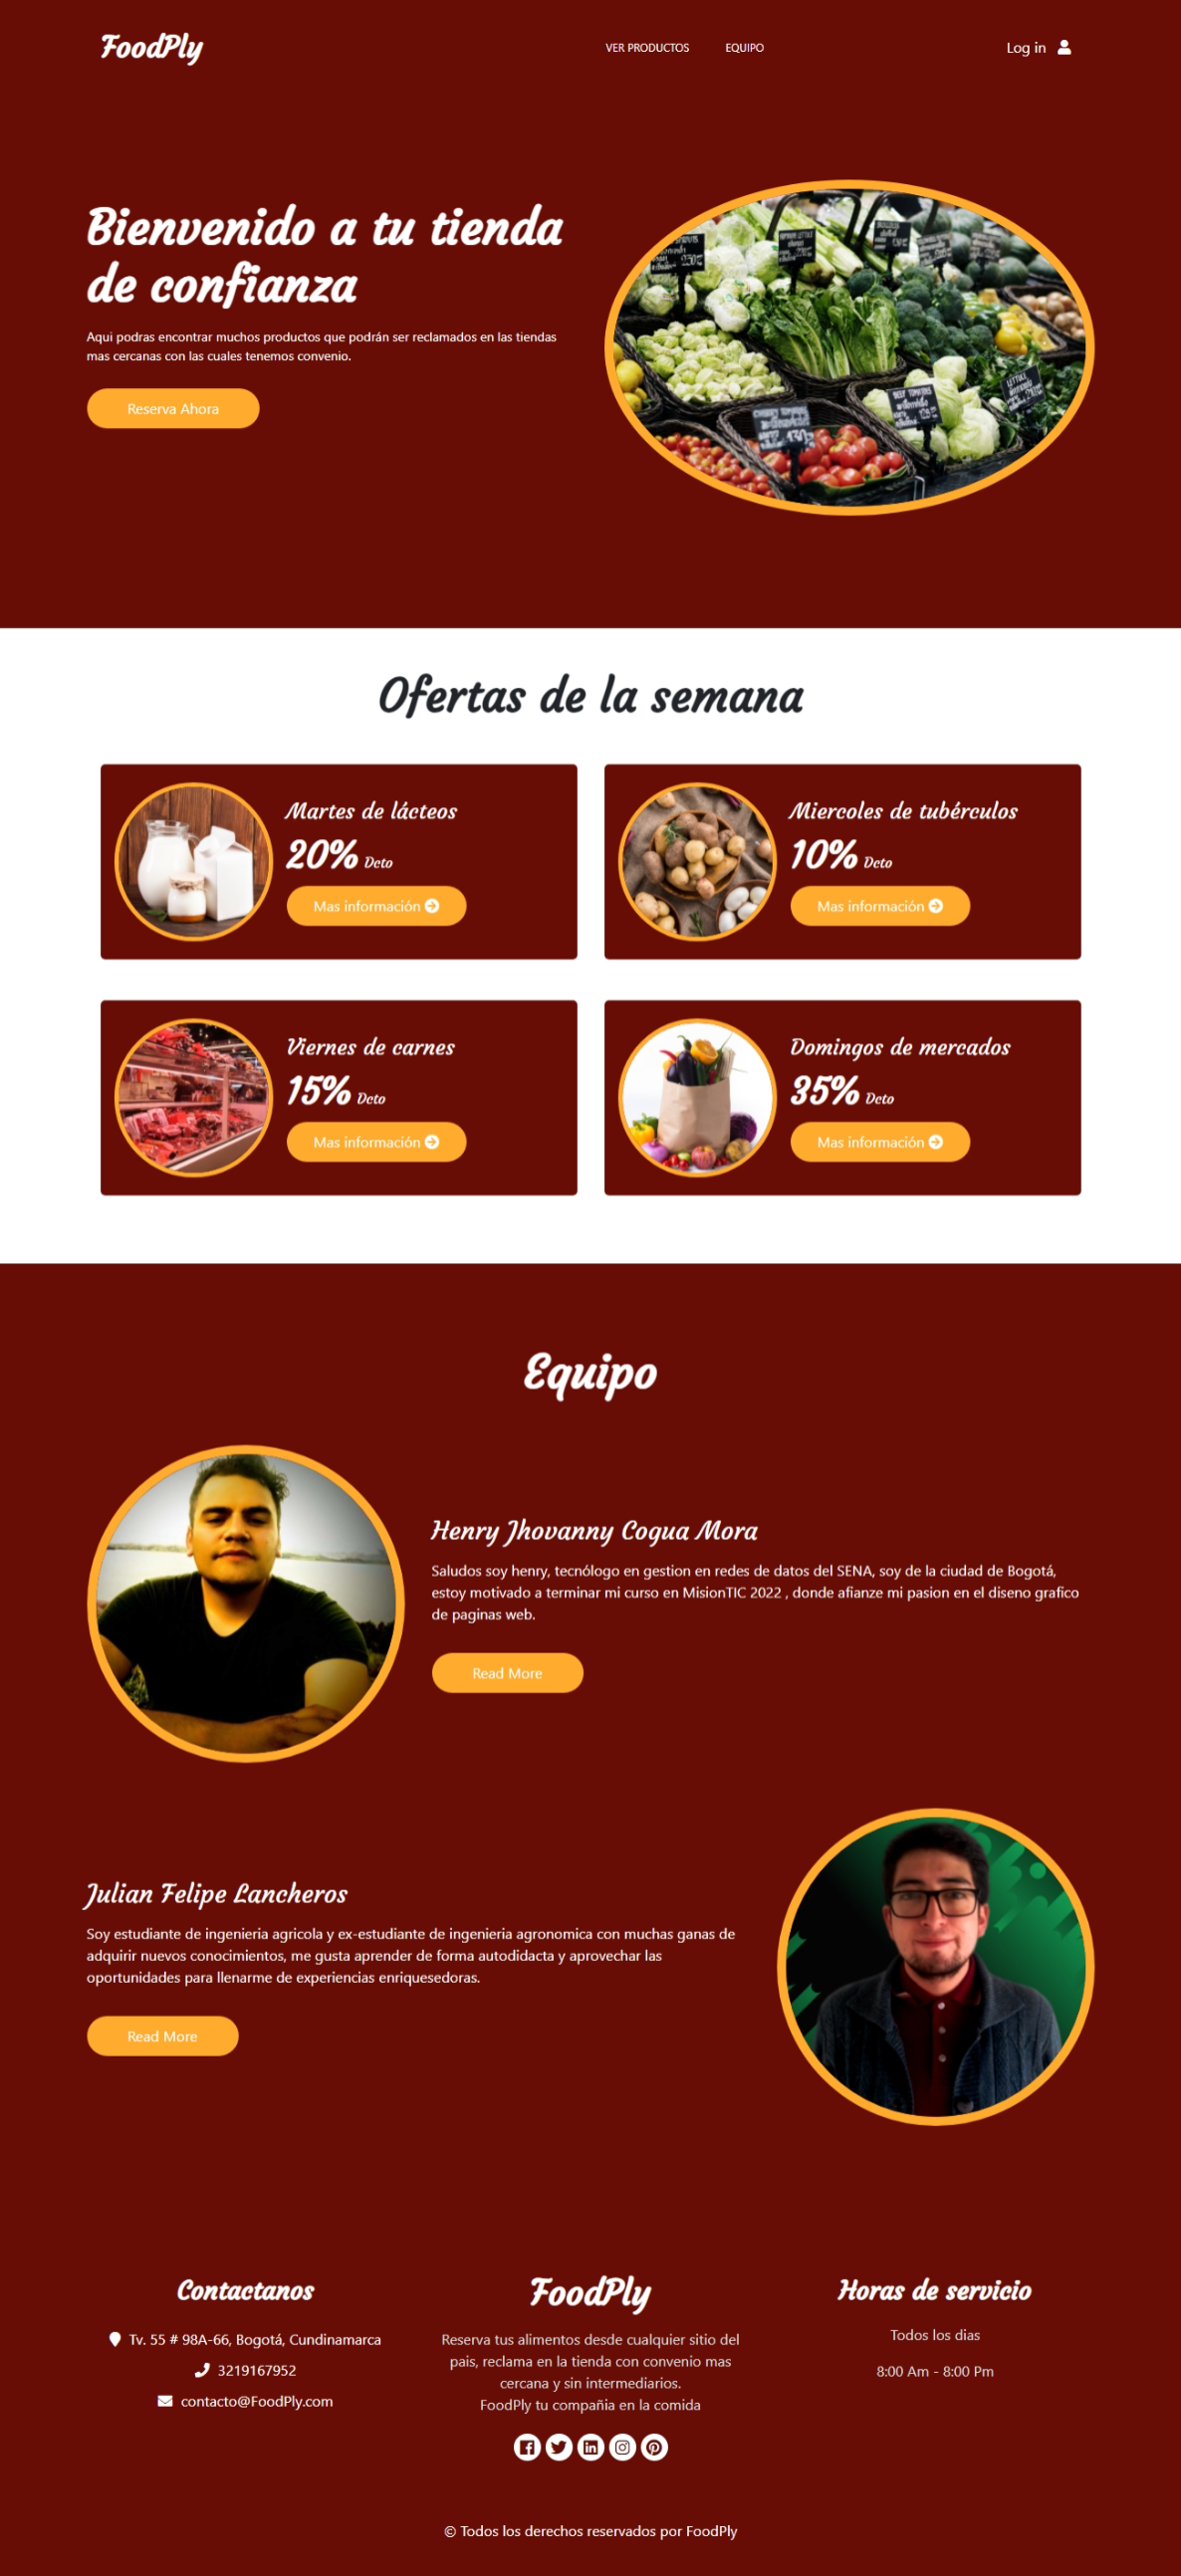 FoodPly
VER PRODUCTOS
EQUIPO
Log in
Bienvenido a tu tienda
de confianza
Aqui podras encontrar muchos productos que podrán ser reclamados en las tiendas
mas cercanas con las cuales tenemos convenio.
Reserva Ahora
Ofertas de la semana
Martes de lácteos
20% Dcto
Mas información
Miercoles de tubérculos
10% Dcto
Mas información
Viernes de carnes
15% Dcto
Mas información
Domingos de mercados
35% Dcto
Mas información
Equipo
Henry Jhovanny Cogua Mora
Saludos soy henry, tecnólogo en gestion en redes de datos del SENA, soy de la ciudad de Bogotá,
estoy motivado a terminar mi curso en MisionTIC 2022 , donde afianze mi pasion en el diseno grafico
de paginas web.
Read More
Julian Felipe Lancheros
Soy estudiante de ingenieria agricola y ex-estudiante de ingenieria agronomica con muchas ganas de
adquirir nuevos conocimientos, me gusta aprender de forma autodidacta y aprovechar las
oportunidades para llenarme de experiencias enriquesedoras.
Read More
Contactanos
Tv. 55 # 98A-66, Bogotá, Cundinamarca
3219167952
contacto@FoodPly.com
FoodPly
Reserva tus alimentos desde cualquier sitio del
pais, reclama en la tienda con convenio mas
cercana y sin intermediarios.
FoodPly tu compañia en la comida
Horas de servicio
Todos los dias
8:00 Am - 8:00 Pm
© Todos los derechos reservados por FoodPly